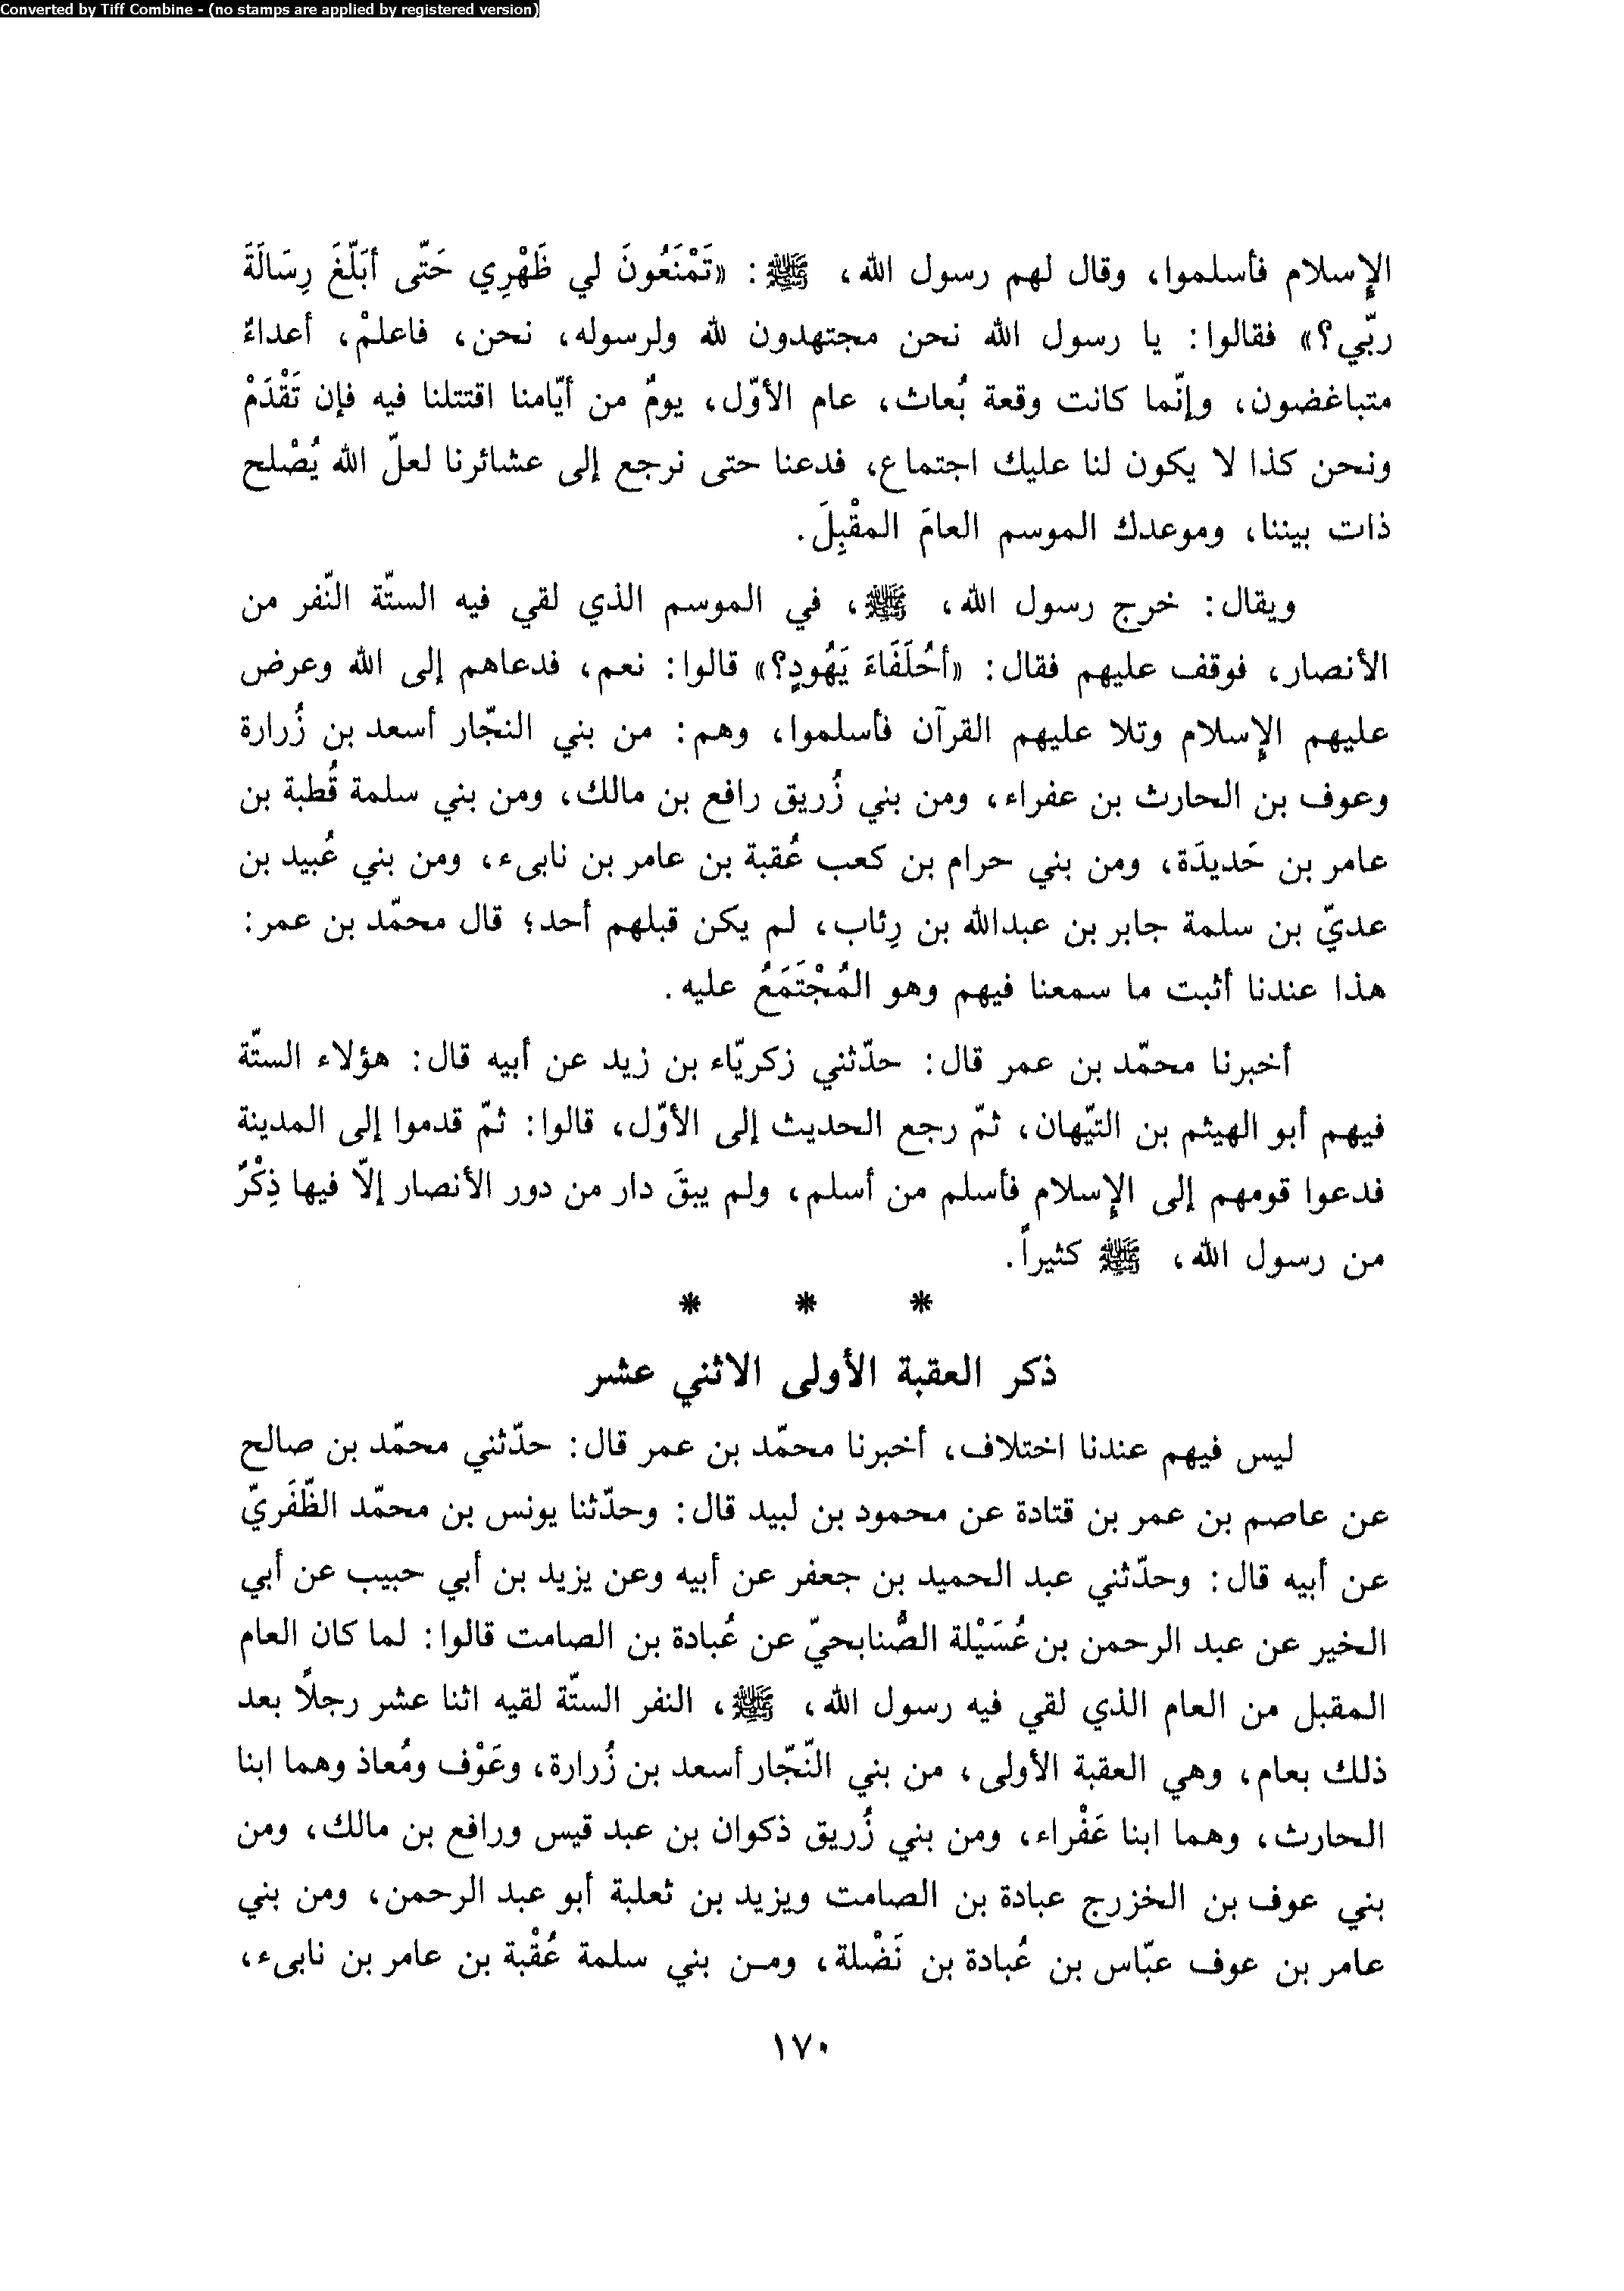 Converted by Tiff Combine - (no stamps are applied by registered version)
الإسلام فأسلموا، وقال لهم رسول الله، ﷺ: «تَمْنَعُونَ لي ظَهْرِي حَتّى أبَلّغَ رِسَالَةَ
ربّي؟» فقالوا: يا رسول الله نحن مجتهدون لله ولرسوله، نحن، فاعلمْ، أعداءٌ
متباغضون، وإنّما كانت وقعة بُعاث، عام الأوّل، يومٌ من أيّامنا اقتتلنا فيه فإن تَقْدَمْ
ونحن كذا لا يكون لنا عليك اجتماع، فدعنا حتى نرجع إلى عشائرنا لعلّ الله يُصْلح
ذات بيننا، وموعدك الموسم العامَ المقْبِلَ.
ويقال: خرج رسول الله، ﷺ، في الموسم الذي لقي فيه الستّة النّفر من
الأنصار، فوقف عليهم فقال: «أحُلَفَاءَ يَهُودٍ؟» قالوا: نعم، فدعاهم إلى الله وعرض
عليهم الإسلام وتلا عليهم القرآن فأسلموا، وهم: من بني النجّار أسعد بن زُرارة
وعوف بن الحارث بن عفراء، ومن بني زُريق رافع بن مالك، ومن بني سلمة قُطبة بن
عامر بن حَديدَة، ومن بني حرام بن كعب عُقبة بن عامر بن نابىء، ومن بني عُبيد بن
عديّ بن سلمة جابر بن عبدالله بن رِئاب، لم يكن قبلهم أحد؛ قال محمّد بن عمر:
هذا عندنا أثبت ما سمعنا فيهم وهو المُجْتَمَعُ عليه.
أخبرنا محمّد بن عمر قال: حدّثني زكريّاء بن زيد عن أبيه قال: هؤلاء الستّة
فيهم أبو الهيثم بن التيّهان، ثمّ رجع الحديث إلى الأوّل، قالوا: ثمّ قدموا إلى المدينة
فدعوا قومهم إلى الإسلام فأسلم من أسلم، ولم يبقَ دار من دور الأنصار إلاّ فيها ذِكْرٌ
من رسول الله، ﷺ كثيراً.
* * *
ذكر العقبة الأولى الاثني عشر
ليس فيهم عندنا اختلاف، أخبرنا محمّد بن عمر قال: حدّثني محمّد بن صالح
عن عاصم بن عمر بن قتادة عن محمود بن لبيد قال: وحدّثنا يونس بن محمّد الظّفَريّ
عن أبيه قال: وحدّثني عبد الحميد بن جعفر عن أبيه وعن يزيد بن أبي حبيب عن أبي
الخير عن عبد الرحمن بن عُسَيْلة الصُّنابحيّ عن عُبادة بن الصامت قالوا: لما كان العام
المقبل من العام الذي لقي فيه رسول الله، ﷺ، النفر الستّة لقيه اثنا عشر رجلاً بعد
ذلك بعام، وهي العقبة الأولى، من بني النّجّار أسعد بن زُرارة، وعَوْف ومُعاذ وهما ابنا
الحارث، وهما ابنا عَفْراء، ومن بني زُريق ذكوان بن عبد قيس ورافع بن مالك، ومن
بني عوف بن الخزرج عبادة بن الصامت ويزيد بن ثعلبة أبو عبد الرحمن، ومن بني
عامر بن عوف عبّاس بن عُبادة بن نَضْلة، ومن بني سلمة عُقْبة بن عامر بن نابىء،
١٧٠